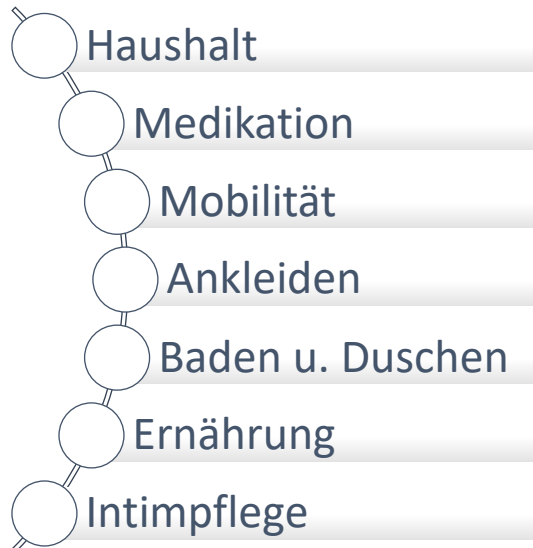 Haushalt
Medikation
Mobilität
Ankleiden
Baden u. Duschen
Ernährung
Intimpflege